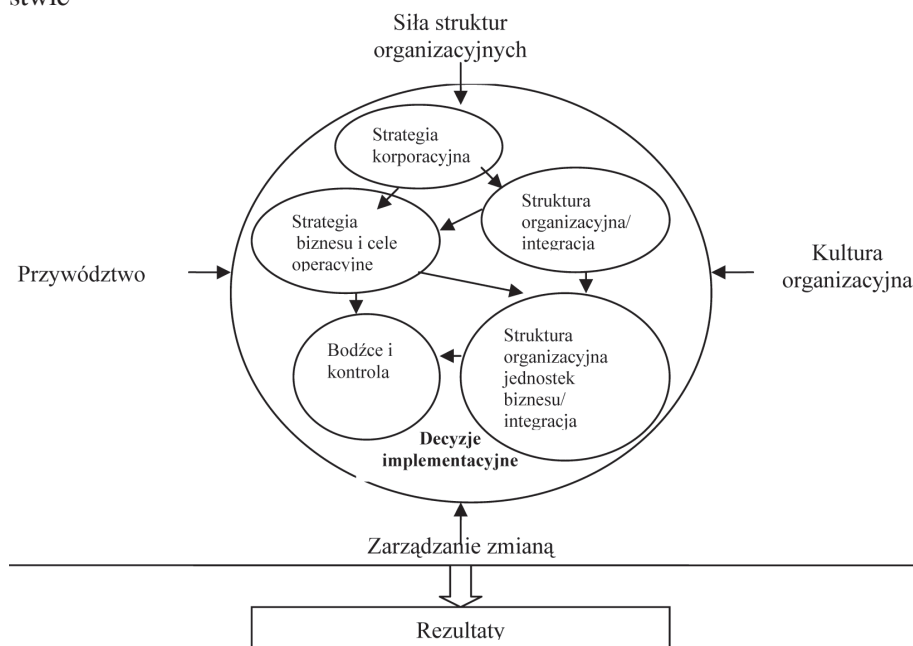 stwie
Siła struktur
organizacyjnych
Strategia
korporacyjna
Struktura
organizacyjna/
integracja
Strategia
biznesu i cele
operacyjne
Przywództwo
Kultura
organizacyjna
Bodźce i
kontrola
Struktura
organizacyjna
jednostek
biznesu/
integracja
Decyzje
implementacyjne
Zarządzanie zmianą
Rezultaty